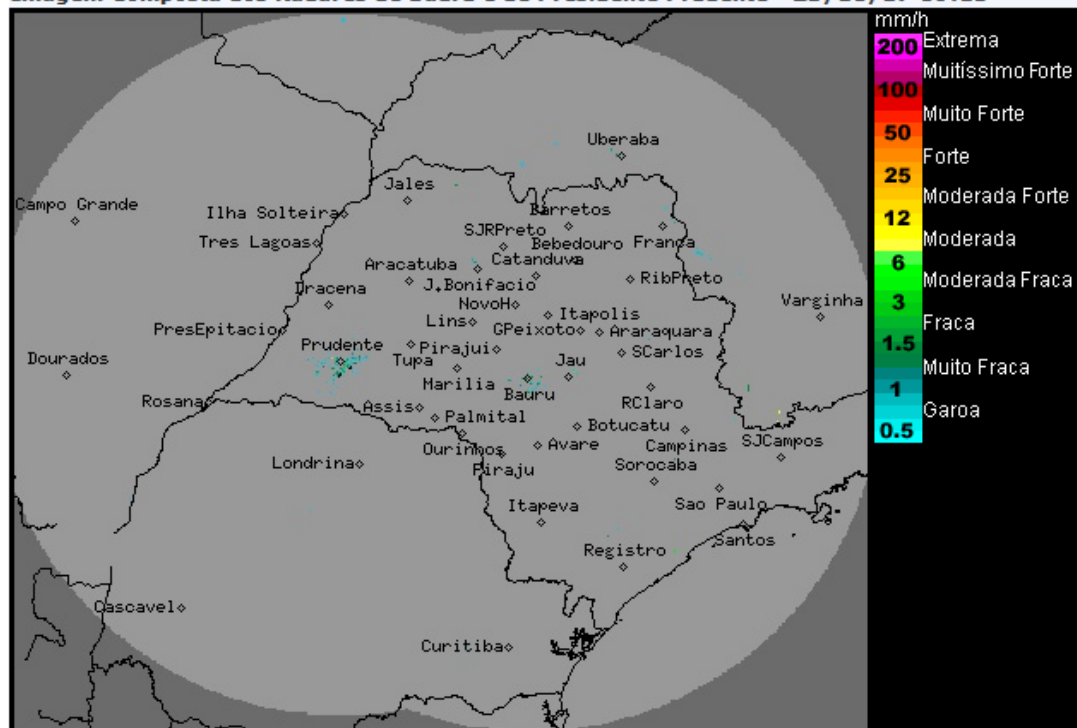 mm/h
200 Extrema
Muitíssimo Forte
100
Muito Forte
50
Forte
25
Moderada Forte
12
Moderada
6
Moderada Fraca
3
Fraca
1.5
Muito Fraca
1
Garoa
0.5
Uberaba
Jales
Campo Grande
Ilha Solteira
Barretos
SJRPreto
Tres Lagoas
Bebedouro
Franca
Catanduva
Aracatuba
J.Bonifacio
RibPreto
Dracena
NovoH
Varginha
Itapolis
Lins
GPeixoto
Araraquara
PresEpitacio
Prudente
Pirajui
SCarlos
Dourados
Tupa
Jau
Marilia
Bauru
Rosana
Assis
RClaro
Palmital
Botucatu
Campinas
SJCampos
Ourinhos
Avare
Londrina
Piraju
Sorocaba
Itapeva
Sao Paulo
Registro
Santos
Cascavel
Curitiba